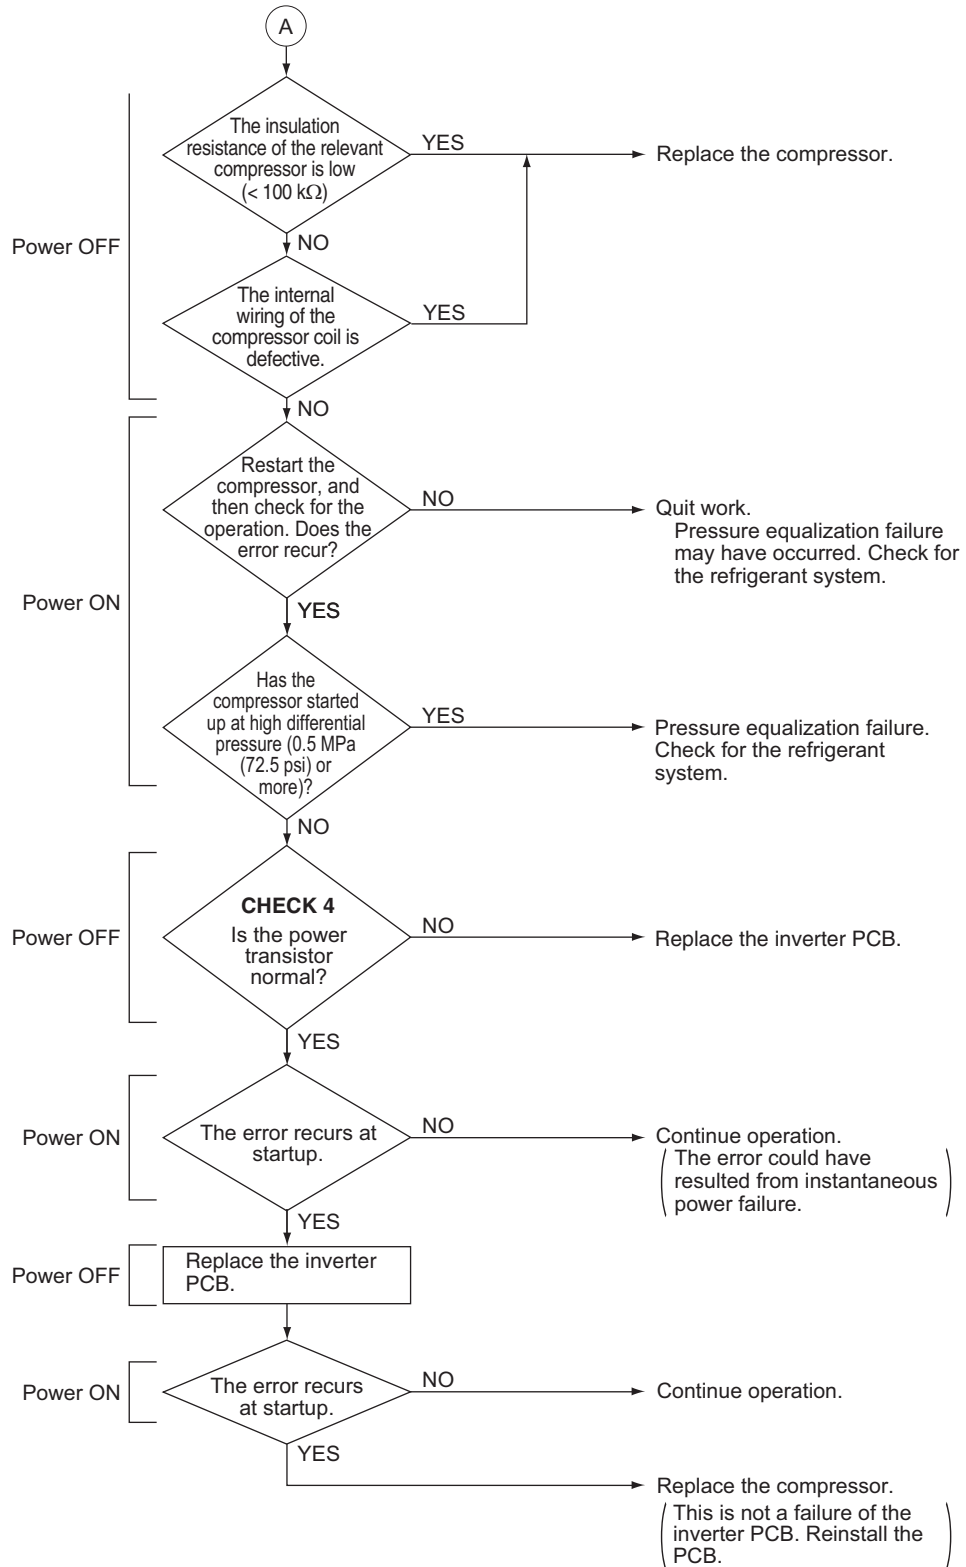 A
The insulation
resistance of the relevant
compressor is low
(< 100 kΩ)
YES
Replace the compressor.
NO
Power OFF
The internal
wiring of the
compressor coil is
defective.
YES
NO
Restart the
compressor, and
then check for the
operation. Does the
error recur?
NO
Quit work.
Pressure equalization failure
may have occurred. Check for
the refrigerant system.
Power ON
YES
Has the
compressor started
up at high differential
pressure (0.5 MPa
(72.5 psi) or
more)?
YES
Pressure equalization failure.
Check for the refrigerant
system.
NO
Power OFF
CHECK 4
Is the power
transistor
normal?
NO
Replace the inverter PCB.
YES
Power ON
The error recurs at
startup.
NO
Continue operation.
(The error could have
resulted from instantaneous
power failure.)
YES
Power OFF
Replace the inverter
PCB.
Power ON
The error recurs
at startup.
NO
Continue operation.
YES
Replace the compressor.
(This is not a failure of the
inverter PCB. Reinstall the
PCB.)